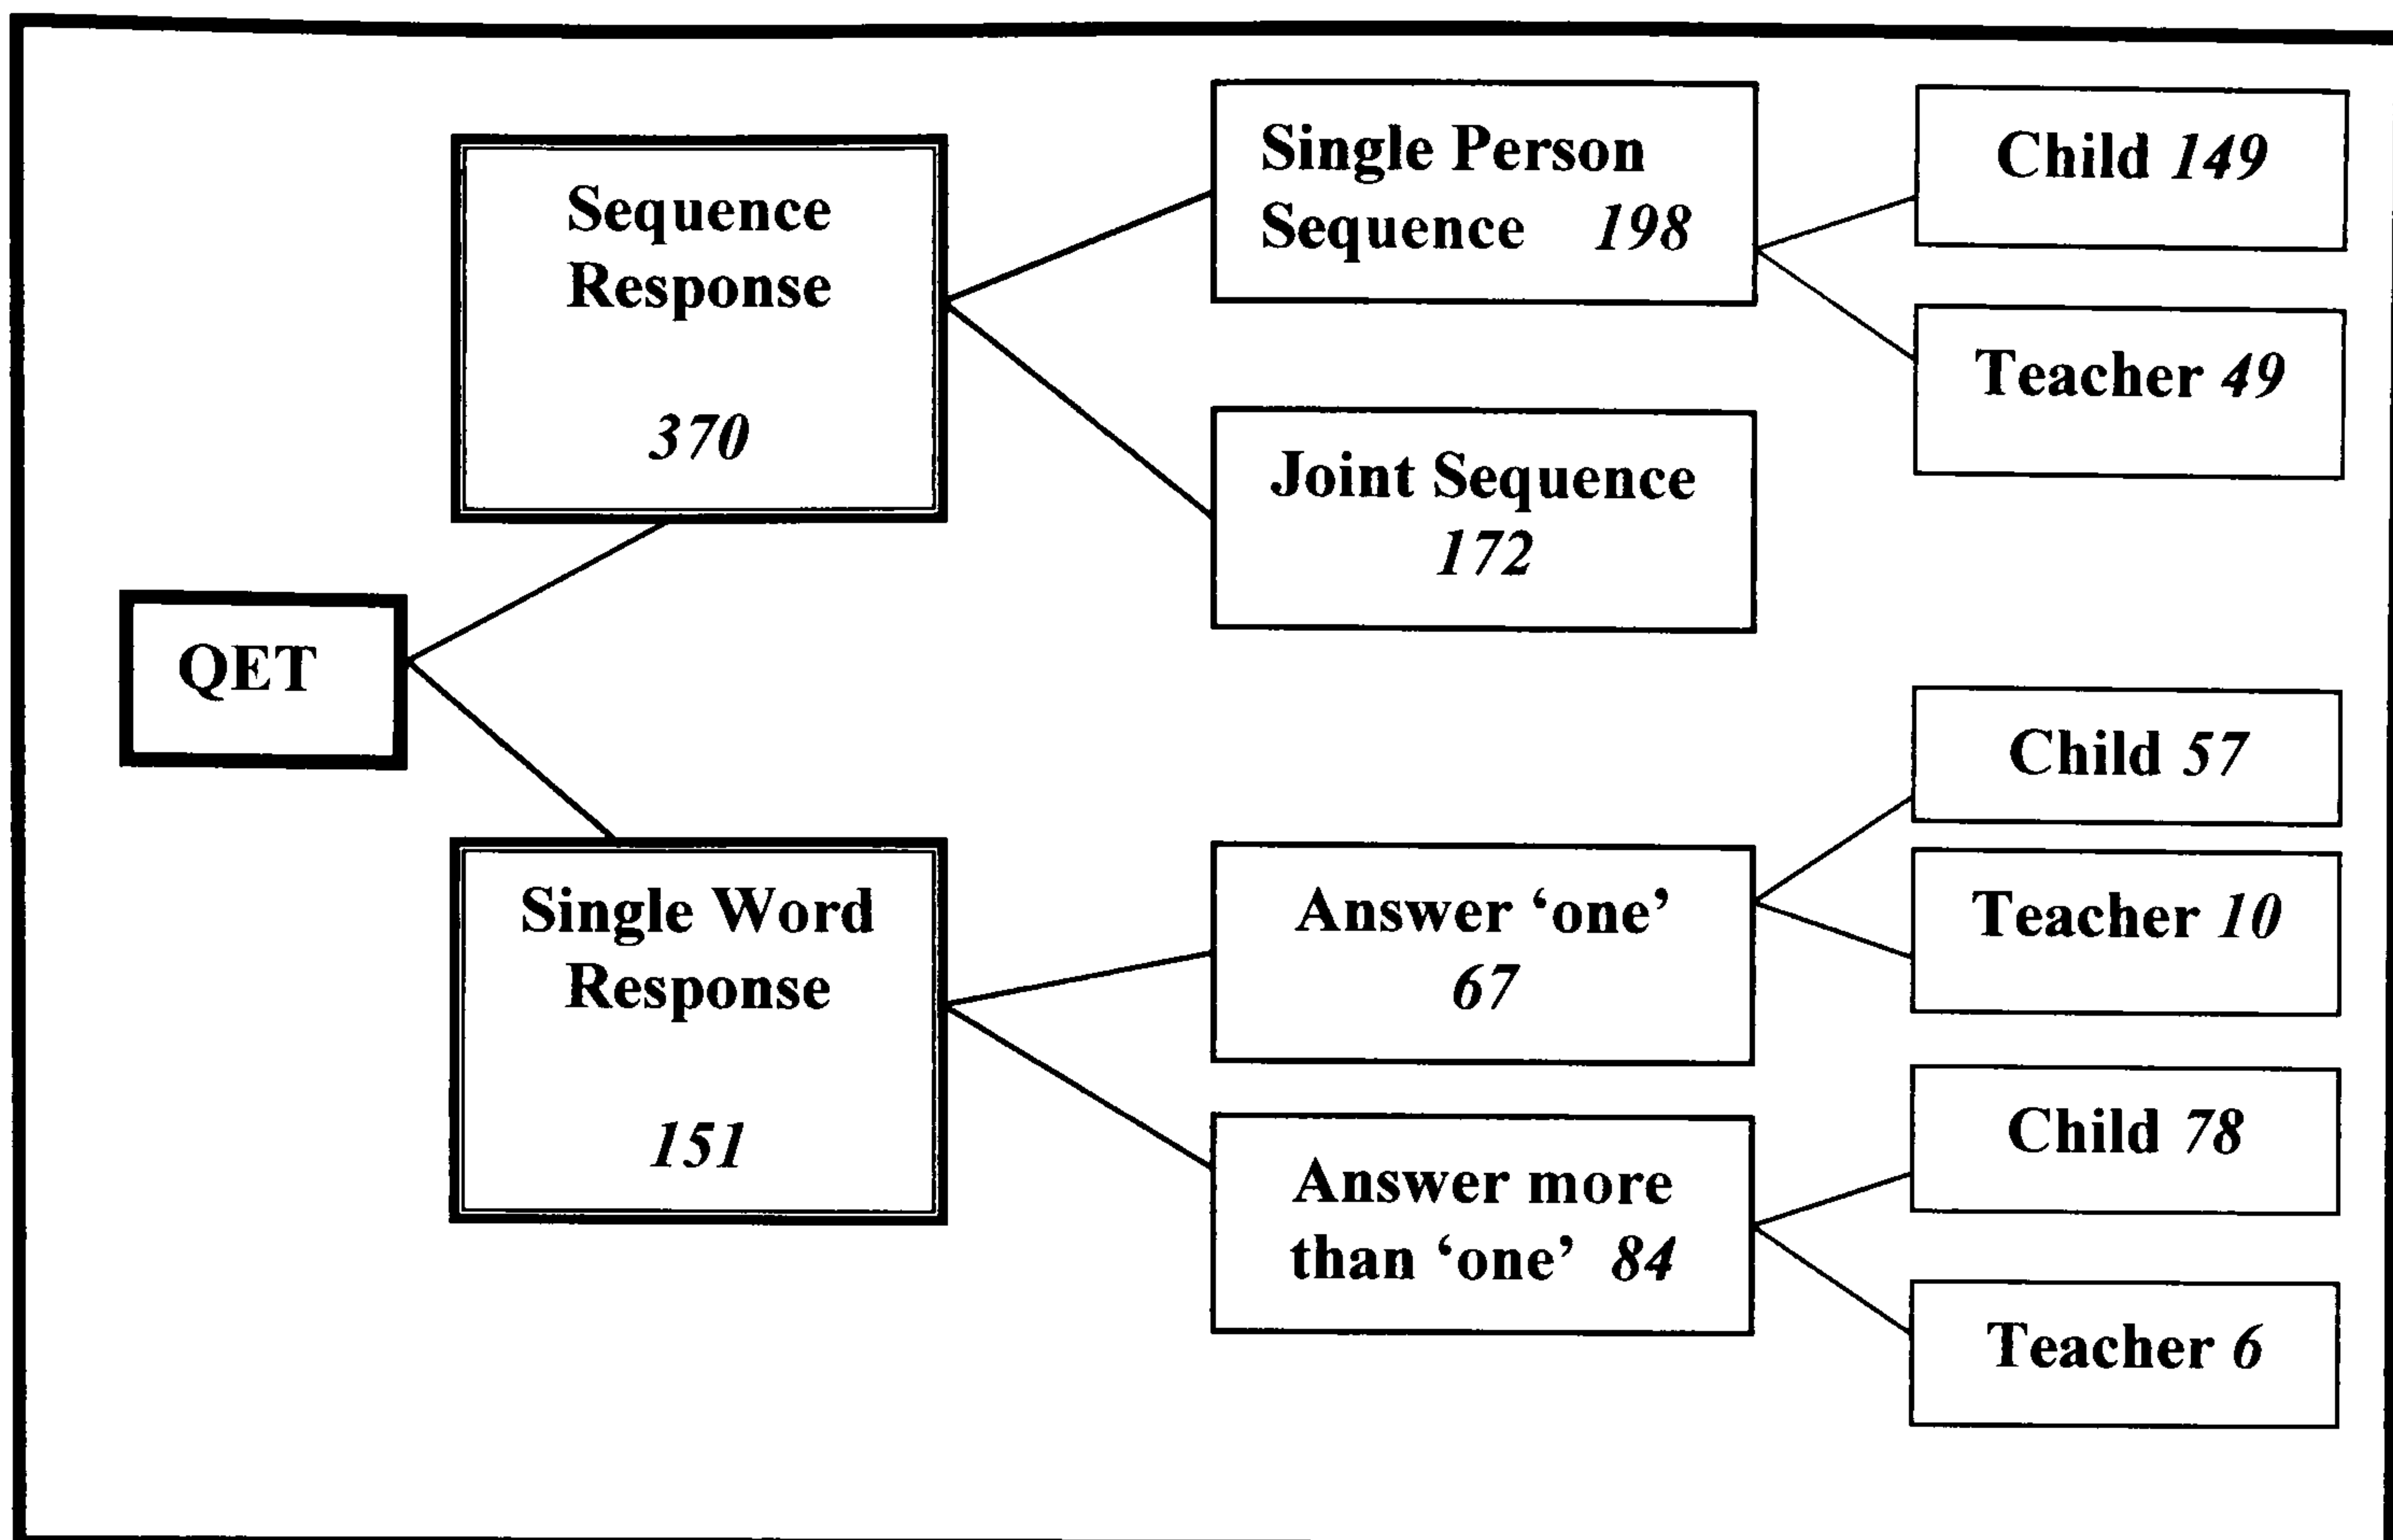 QET
Sequence
Response
370
Single Person
Sequence 198
Child 149
Teacher 49
Joint Sequence
172
Single Word
Response
151
Answer ‘one’
67
Child 57
Teacher 10
Answer more
than ‘one’ 84
Child 78
Teacher 6